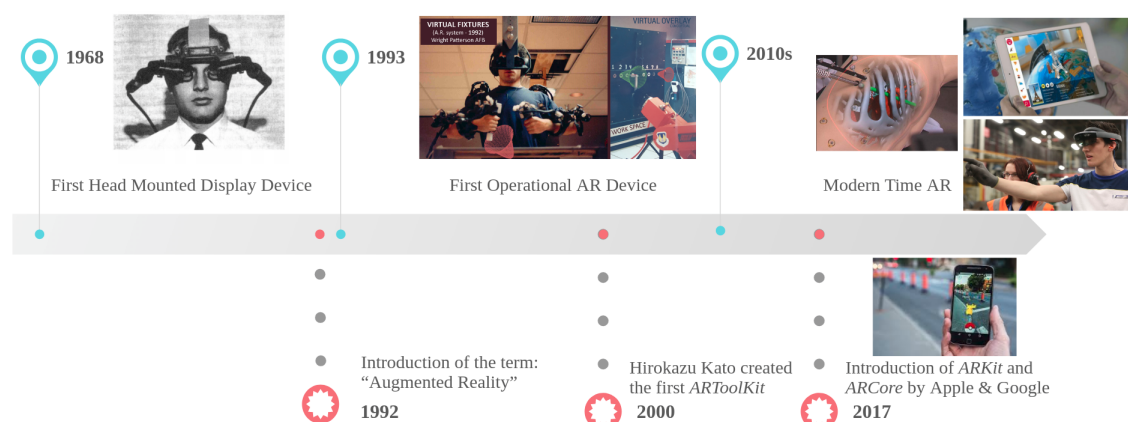 1968
1993
2010s
VIRTUAL FIXTURES
(A.R. system - 1992)
Wright Patterson AFB
VIRTUAL OVERLAY
WORK SPACE
First Head Mounted Display Device
First Operational AR Device
Modern Time AR
Introduction of the term:
“Augmented Reality”
1992
Hirokazu Kato created
the first ARToolKit
2000
Introduction of ARKit and
ARCore by Apple & Google
2017